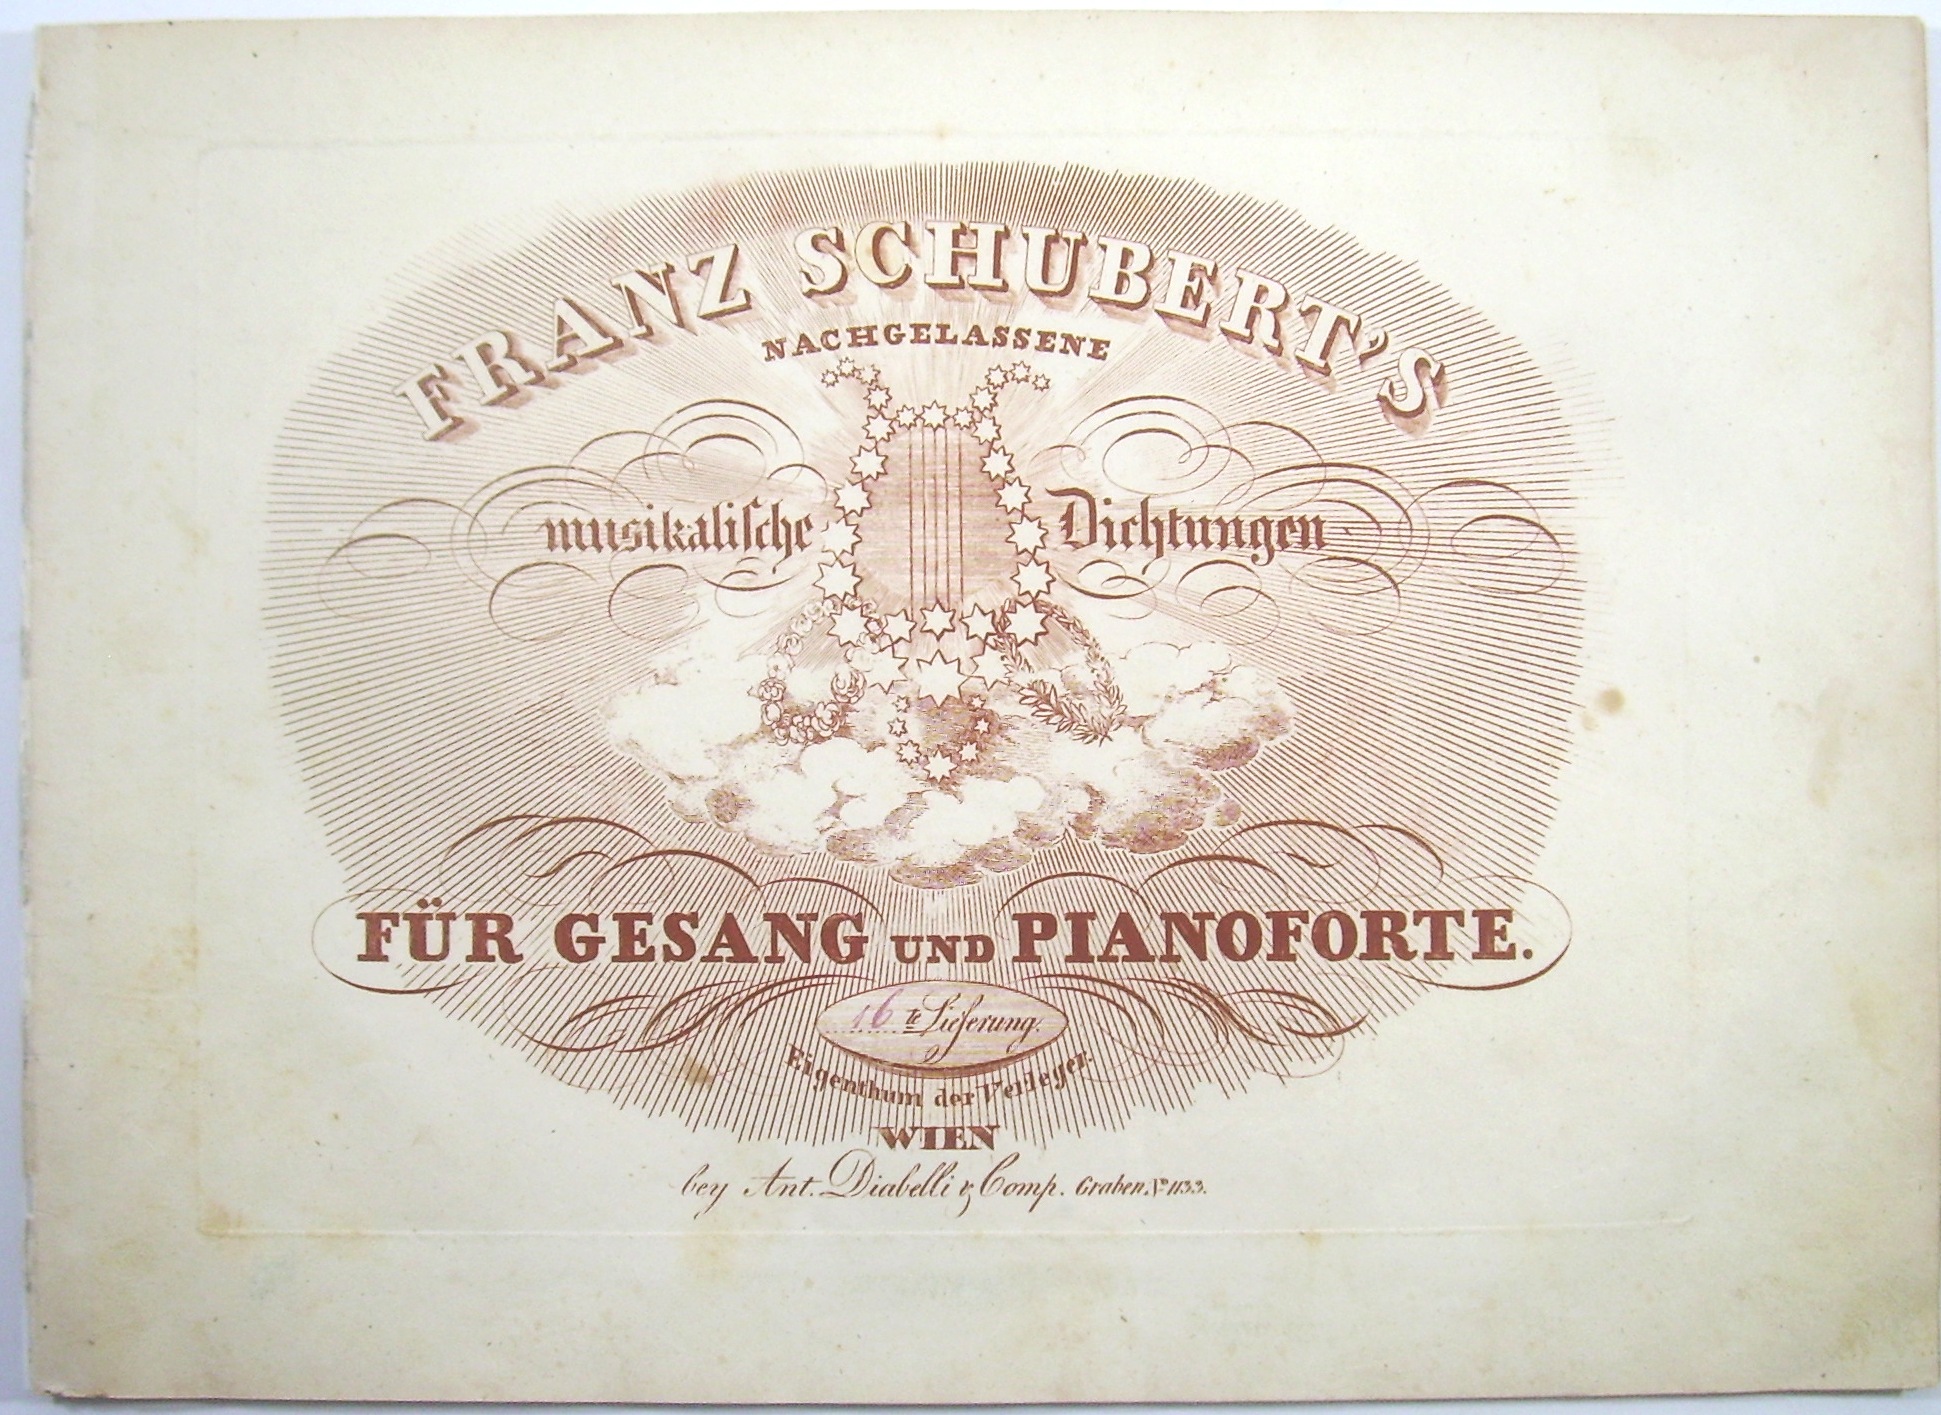 FRANZ SCHUBERT'S
NACHGELASSENE
musikalische Dichtungen
FÜR GESANG UND PIANOFORTE.
16te Lieferung.
Eigenthum der Verleger.
WIEN
bey Ant. Diabelli & Comp. Graben No 1133.